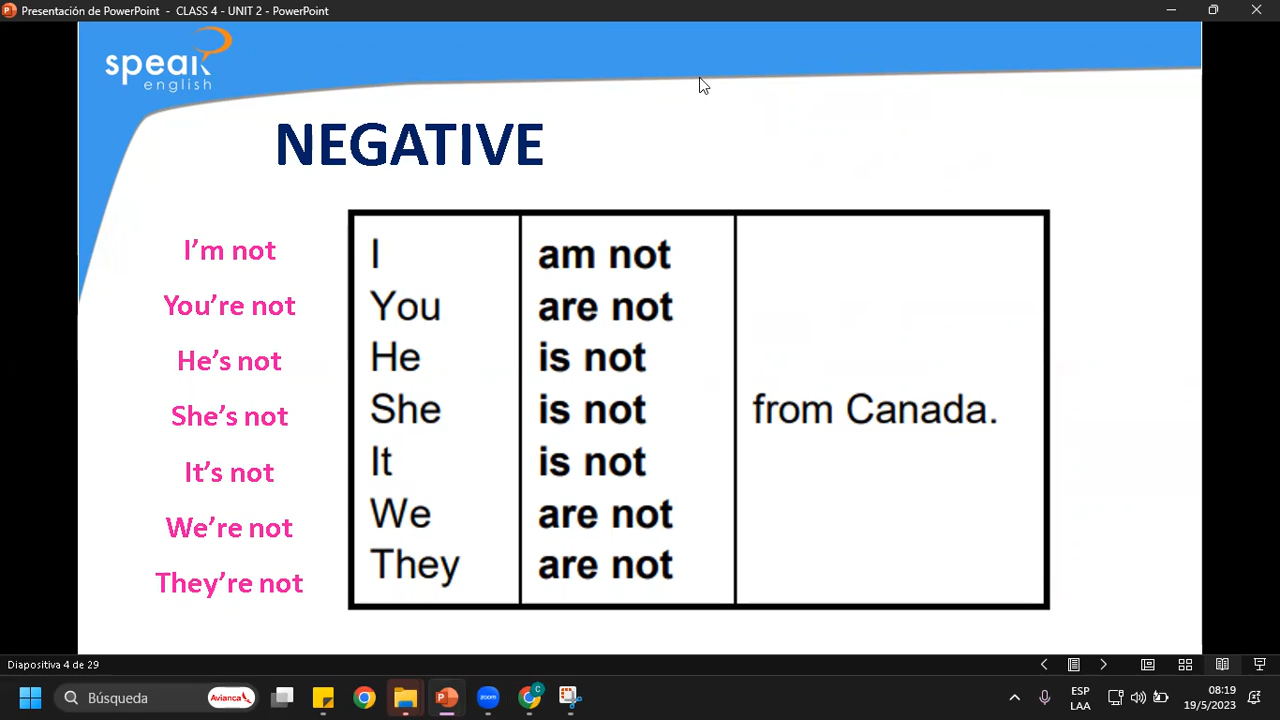 Presentación de PowerPoint - CLASS 4 - UNIT 2 - PowerPoint
speak
english
NEGATIVE
I'm not
You're not
He's not
She's not
It's not
We're not
They're not
I am not
You are not
He is not
She is not from Canada.
It is not
We are not
They are not
Diapositiva 4 de 29
Búsqueda
Avianca
zoom
C
ESP
LAA
08:19
19/5/2023